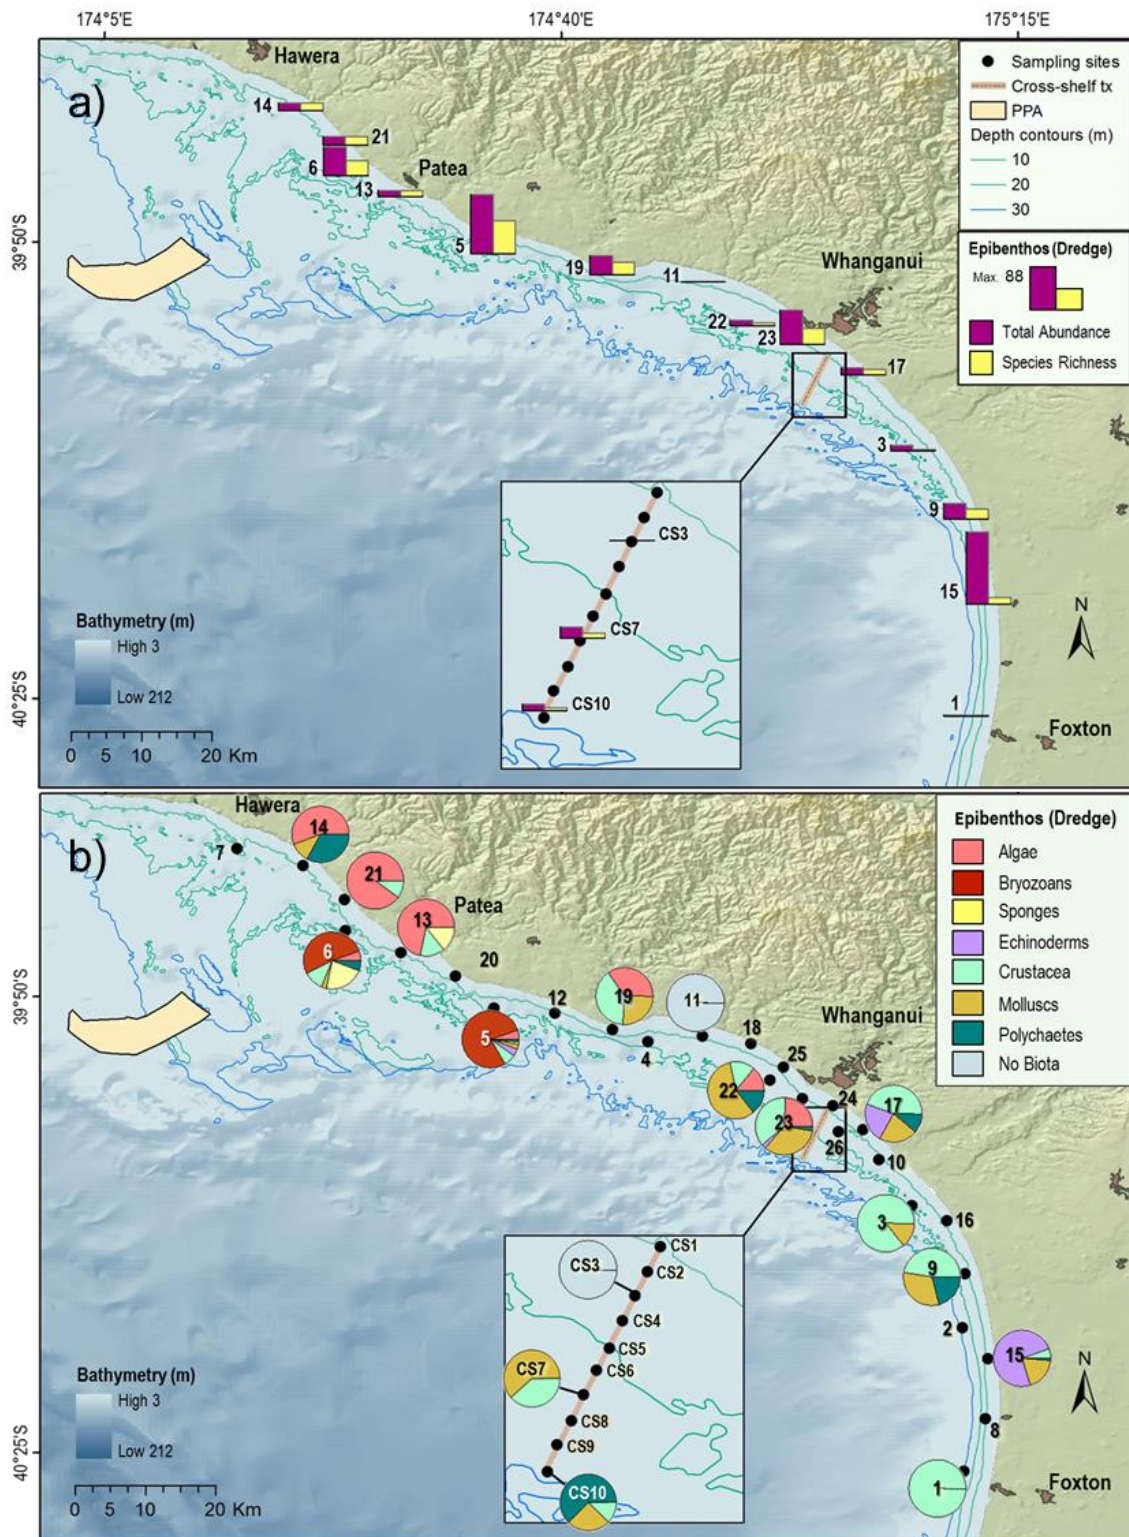 174°5'E 174°40'E 175°15'E
a)
Hawera
Patea
Whanganui
Foxton
39°50'S
40°25'S
14
21
6
13
5
19
11
22
23
17
3
9
15
1
CS3
CS7
CS10
Sampling sites
Cross-shelf tx
PPA
Depth contours (m)
10
20
30
Epibenthos (Dredge)
Max. 88
Total Abundance
Species Richness
Bathymetry (m)
High 3
Low 212
0 5 10 20 Km
N
b)
Hawera
Patea
Whanganui
Foxton
39°50'S
40°25'S
7
14
21
13
6
20
5
12
19
4
11
18
25
22
23
24
26
17
10
3
16
9
2
15
8
1
CS1
CS2
CS3
CS4
CS5
CS6
CS7
CS8
CS9
CS10
Epibenthos (Dredge)
Algae
Bryozoans
Sponges
Echinoderms
Crustacea
Molluscs
Polychaetes
No Biota
Bathymetry (m)
High 3
Low 212
0 5 10 20 Km
N